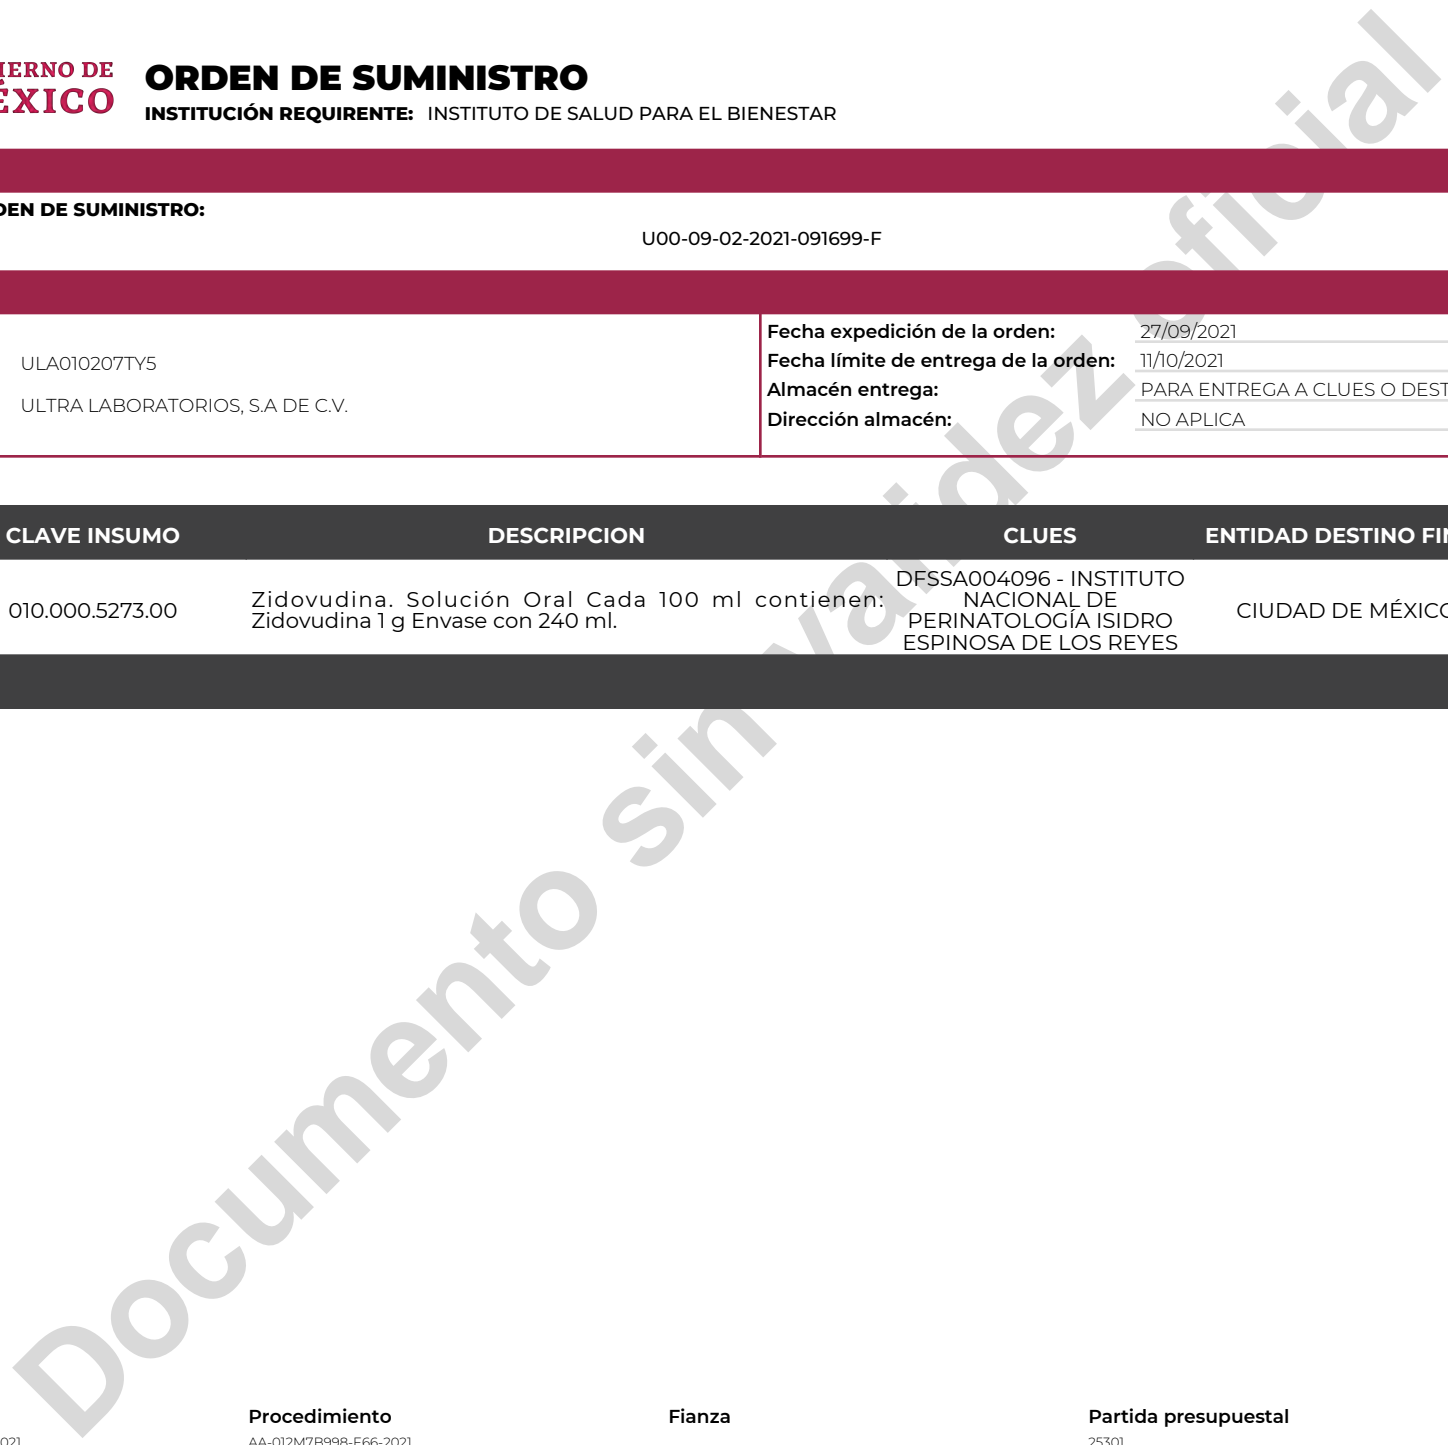 IERNO DE
ÉXICO
ORDEN DE SUMINISTRO
INSTITUCIÓN REQUIRENTE: INSTITUTO DE SALUD PARA EL BIENESTAR
DEN DE SUMINISTRO:
U00-09-02-2021-091699-F
ULA010207TY5
ULTRA LABORATORIOS, S.A DE C.V.
Fecha expedición de la orden: 27/09/2021
Fecha límite de entrega de la orden: 11/10/2021
Almacén entrega: PARA ENTREGA A CLUES O DEST
Dirección almacén: NO APLICA
CLAVE INSUMO DESCRIPCION CLUES ENTIDAD DESTINO FIN
010.000.5273.00
Zidovudina. Solución Oral Cada 100 ml contienen:
Zidovudina 1 g Envase con 240 ml.
DFSSA004096 - INSTITUTO
NACIONAL DE
PERINATOLOGÍA ISIDRO
ESPINOSA DE LOS REYES
CIUDAD DE MÉXICO
Documento sin validez oficial
Procedimiento Fianza Partida presupuestal
021 AA-012M7B998-E66-2021 25301